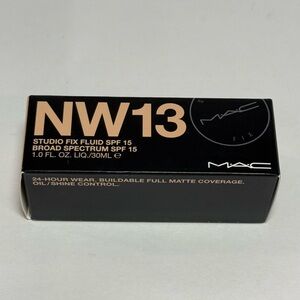 NW13
STUDIO FIX FLUID SPF 15
BROAD SPECTRUM SPF 15
1.0 FL. OZ. LIQ./30ML ℮
MAC
MAC
24-HOUR WEAR. BUILDABLE FULL MATTE COVERAGE.
OIL/SHINE CONTROL.